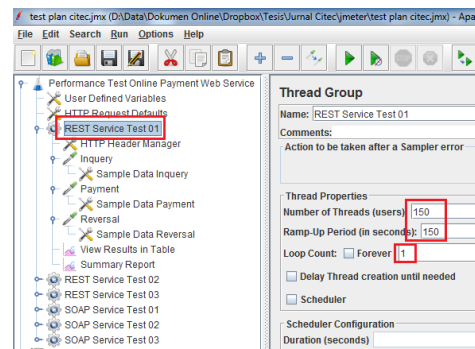 test plan citec.jmx (D:\Data\Dokumen Online\Dropbox\Tesis\Jurnal Citec\jmeter\test plan citec.jmx) - Apa
File Edit Search Run Options Help
Performance Test Online Payment Web Service
User Defined Variables
HTTP Request Defaults
REST Service Test 01
HTTP Header Manager
Inquery
Sample Data Inquery
Payment
Sample Data Payment
Reversal
Sample Data Reversal
View Results in Table
Summary Report
REST Service Test 02
REST Service Test 03
SOAP Service Test 01
SOAP Service Test 02
SOAP Service Test 03
Thread Group
Name: REST Service Test 01
Comments:
Action to be taken after a Sampler error
Thread Properties
Number of Threads (users): 150
Ramp-Up Period (in seconds): 150
Loop Count: Forever 1
Delay Thread creation until needed
Scheduler
Scheduler Configuration
Duration (seconds)